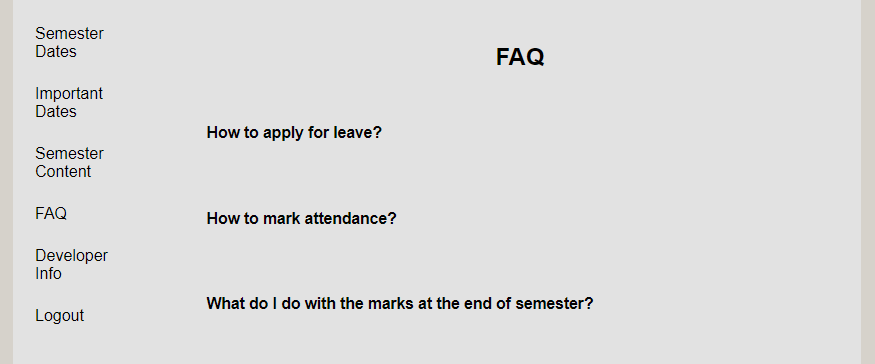 Semester
Dates
Important
Dates
Semester
Content
FAQ
Developer
Info
Logout
FAQ
How to apply for leave?
How to mark attendance?
What do I do with the marks at the end of semester?